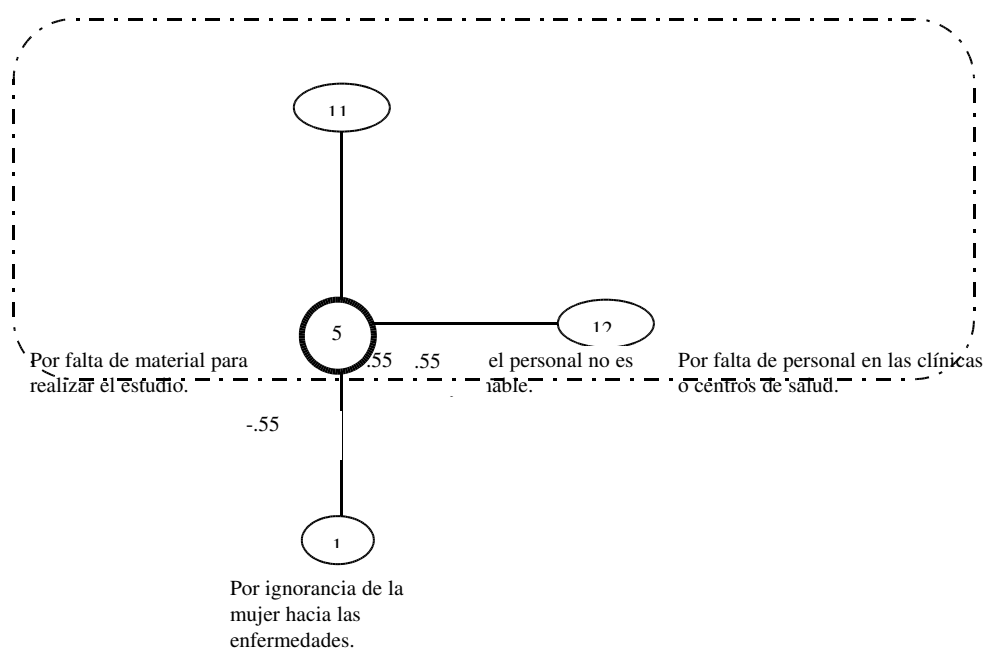 11
5
12
Por falta de material para
realizar el estudio.
.55 .55
el personal no es
Por falta de personal en las clínicas
o centros de salud.
-.55
1
Por ignorancia de la
mujer hacia las
enfermedades.